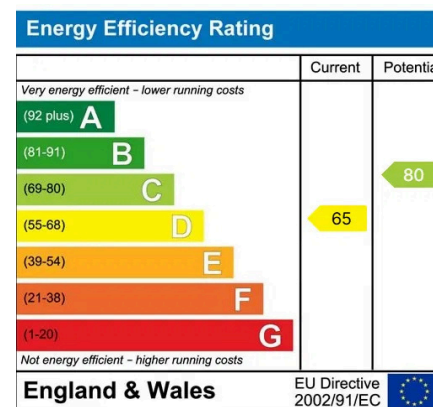 Energy Efficiency Rating
Current Potentia
Very energy efficient – lower running costs
(92 plus) A
(81-91) B
(69-80) C
80
(55-68) D
65
(39-54) E
(21-38) F
(1-20) G
Not energy efficient – higher running costs
England & Wales
EU Directive
2002/91/EC